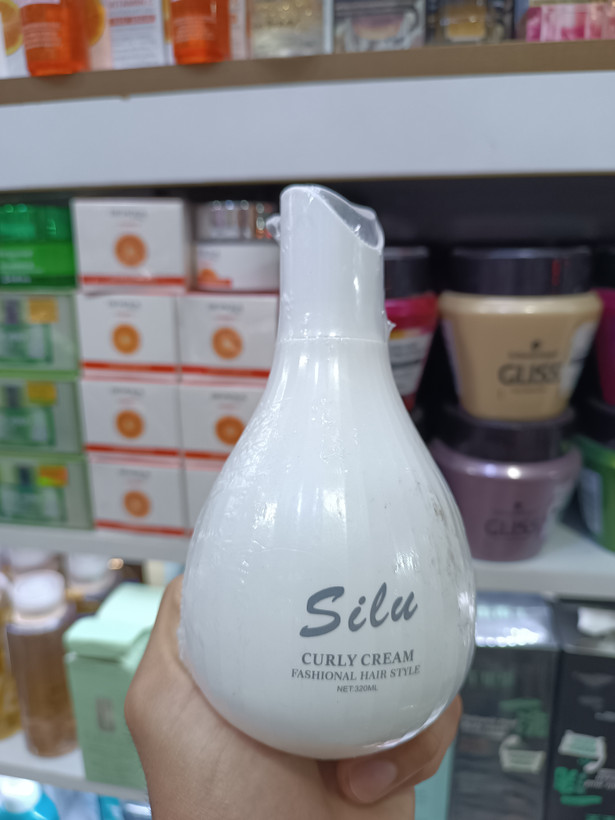 Silu
CURLY CREAM
FASHIONAL HAIR STYLE
NET:320ML
GLISS
GLISS